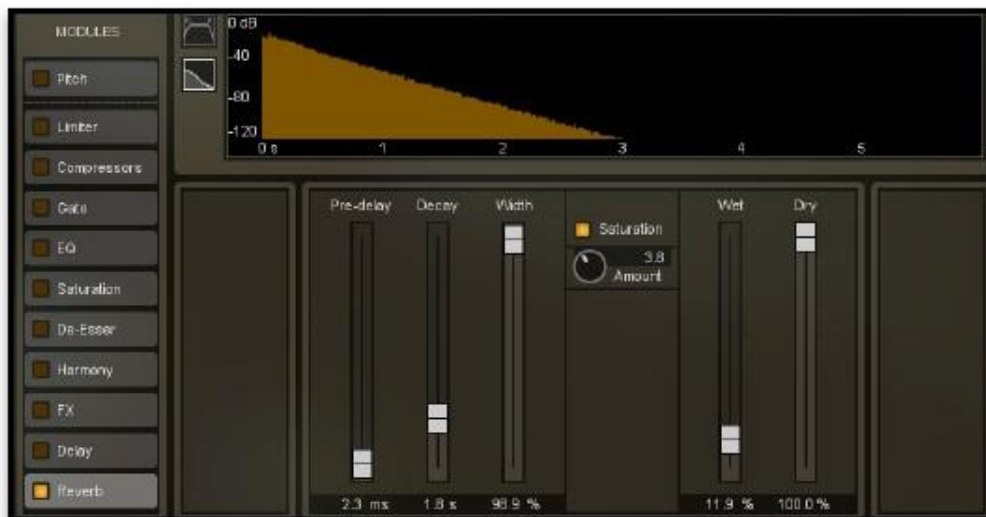 MODULES
Pitch
Limiter
Compressors
Gate
EQ
Saturation
De-Esser
Harmony
FX
Delay
Reverb
0 dB
-40
-80
-120
0 s 1 2 3 4 5
Pre-delay Decay Width
Saturation
3.8
Amount
Wet Dry
2.3 ms 1.8 s 98.9 % 11.9 % 100.0 %